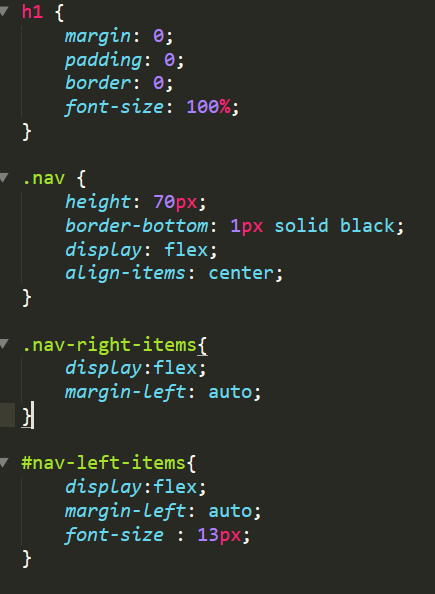 h1 {
    margin: 0;
    padding: 0;
    border: 0;
    font-size: 100%;
}
.nav {
    height: 70px;
    border-bottom: 1px solid black;
    display: flex;
    align-items: center;
}
.nav-right-items{
    display:flex;
    margin-left: auto;
}
#nav-left-items{
    display:flex;
    margin-left: auto;
    font-size : 13px;
}